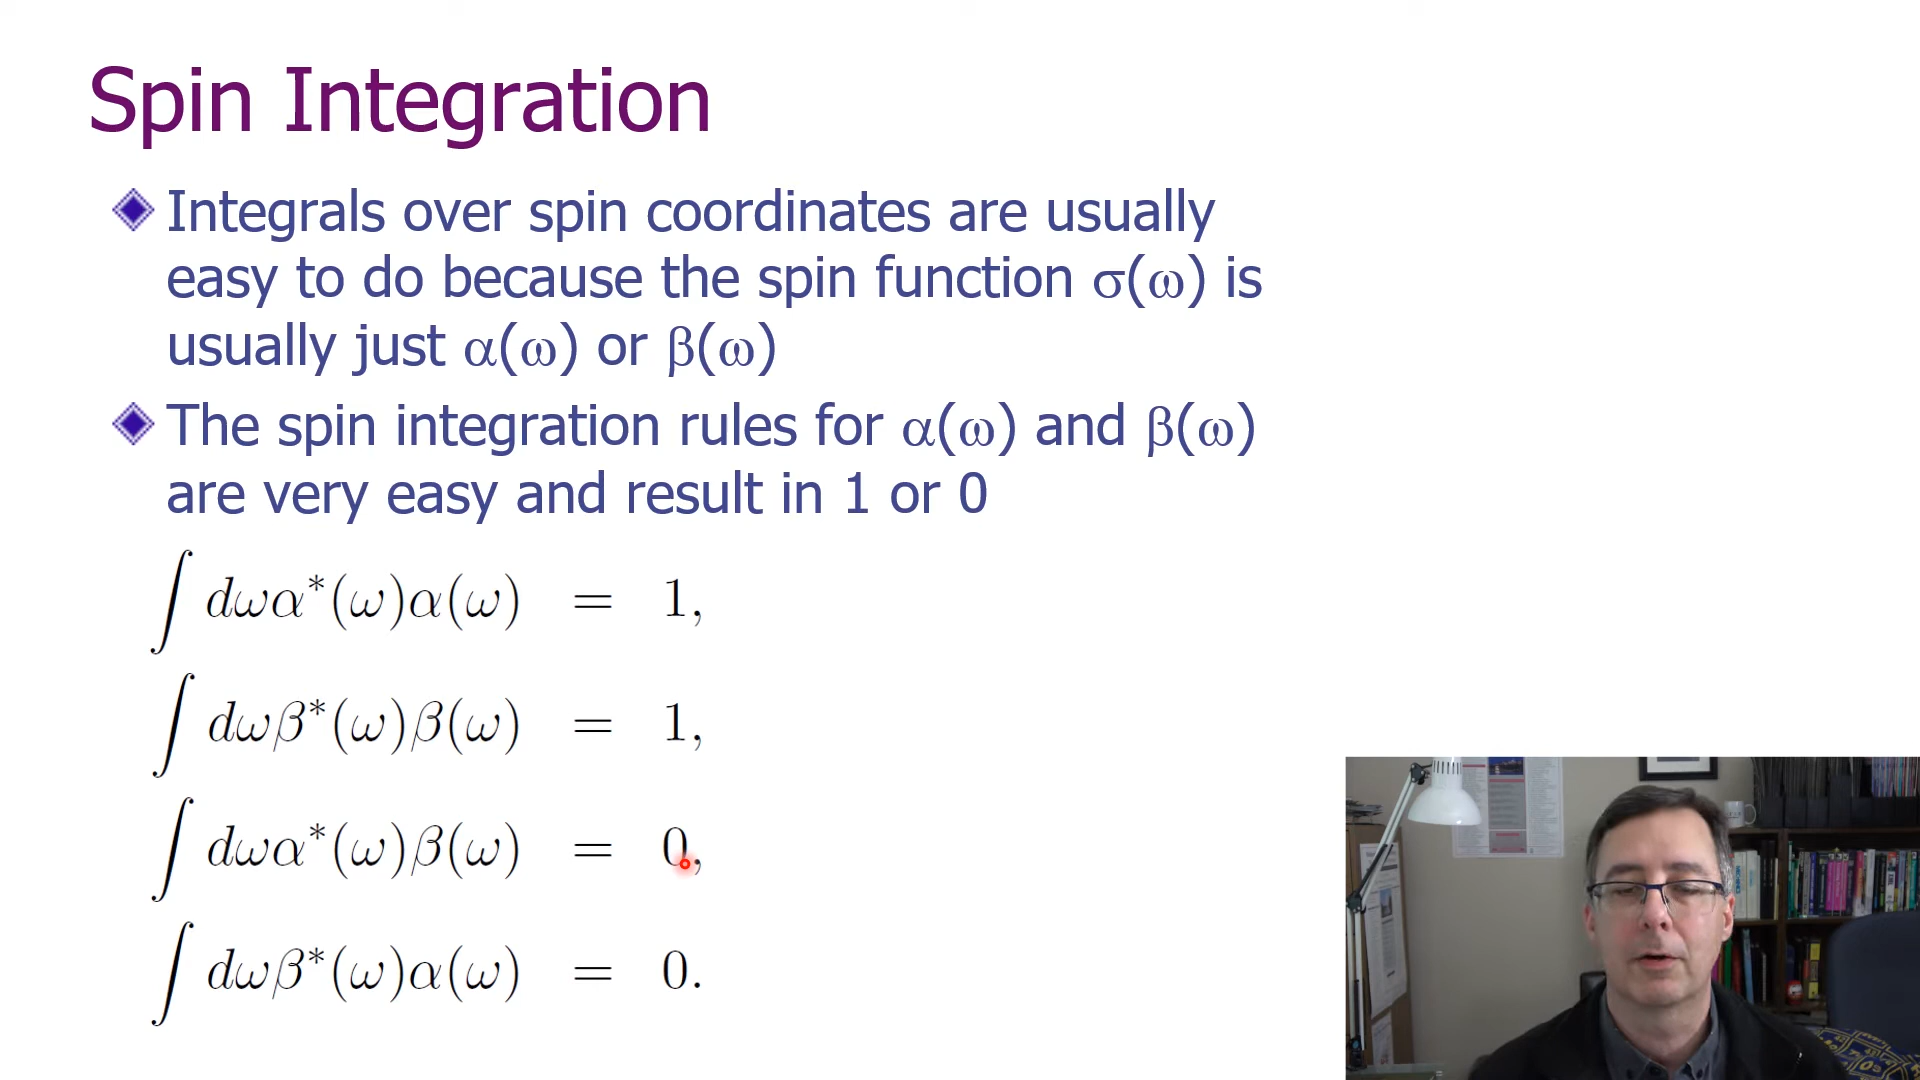 Spin Integration
Integrals over spin coordinates are usually
easy to do because the spin function σ(ω) is
usually just α(ω) or β(ω)
The spin integration rules for α(ω) and β(ω)
are very easy and result in 1 or 0
∫ dωα*(ω)α(ω) = 1,
∫ dωβ*(ω)β(ω) = 1,
∫ dωα*(ω)β(ω) = 0,
∫ dωβ*(ω)α(ω) = 0.